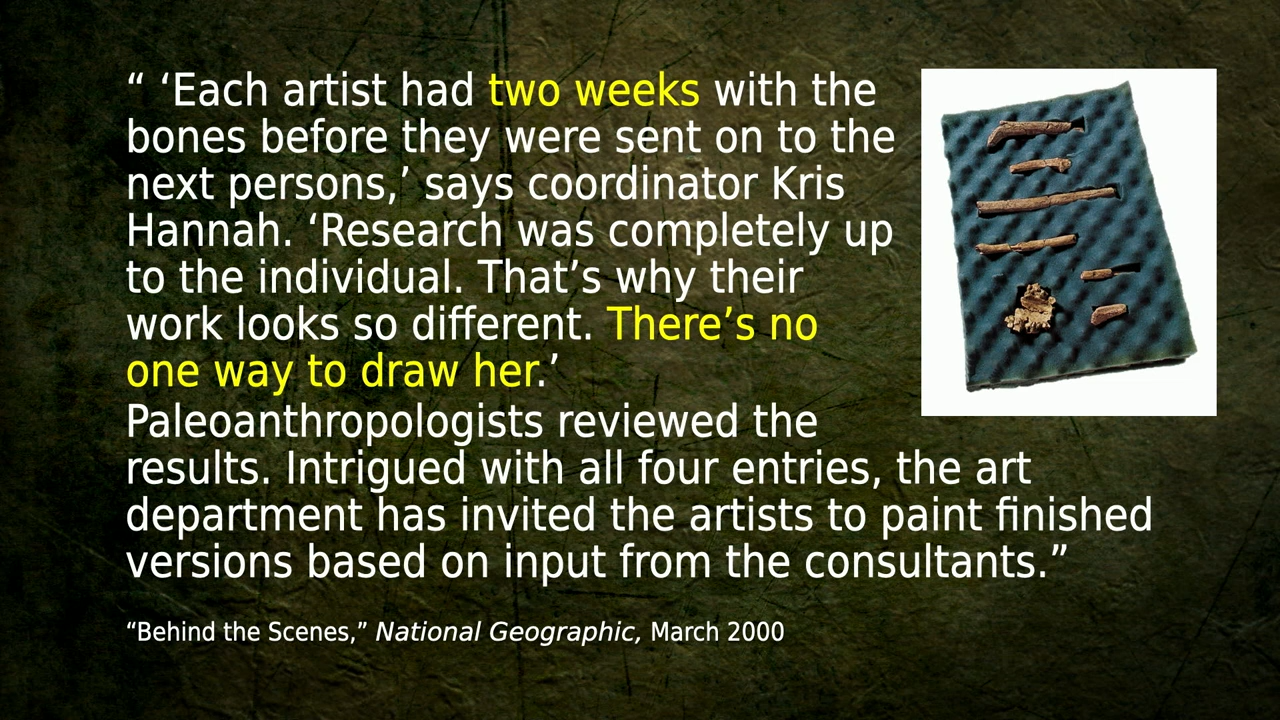 “ ‘Each artist had two weeks with the
bones before they were sent on to the
next persons,’ says coordinator Kris
Hannah. ‘Research was completely up
to the individual. That’s why their
work looks so different. There’s no
one way to draw her.’
Paleoanthropologists reviewed the
results. Intrigued with all four entries, the art
department has invited the artists to paint finished
versions based on input from the consultants.”
“Behind the Scenes,” National Geographic, March 2000